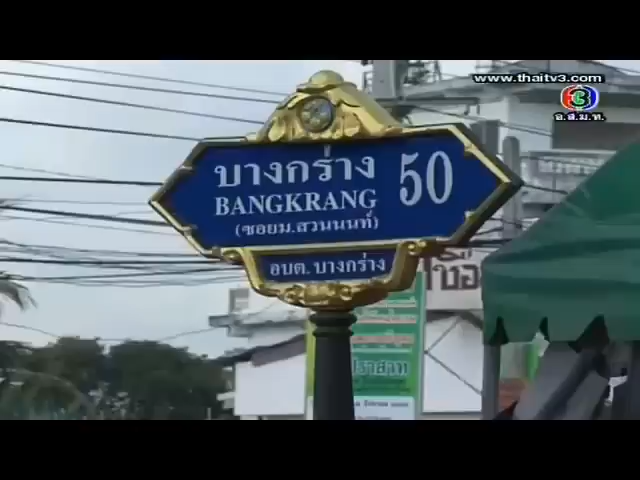 www.thaitv3.com
3
อ.ส.ม.ท.
บางกร่าง 50
BANGKRANG
(ซอยม.สวนนนท์)
อบต.บางกร่าง